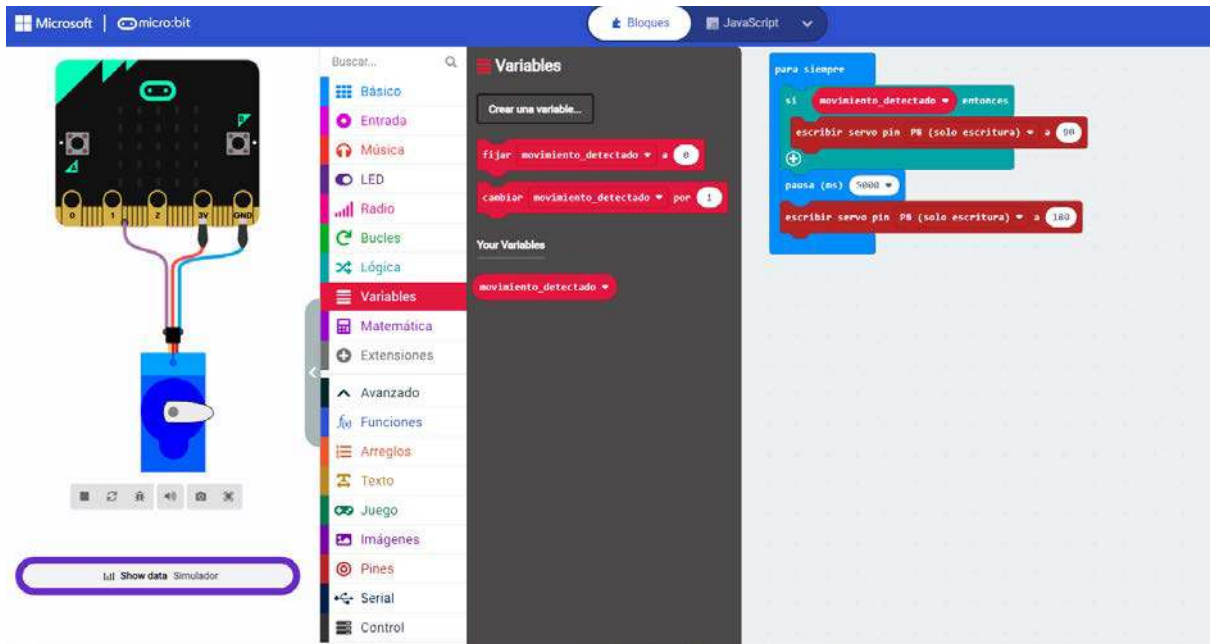 Microsoft | micro:bit
Bloques
JavaScript
B
A
0 1 2 3V GND
Show data Simulador
Buscar...
Básico
Entrada
Música
LED
Radio
Bucles
Lógica
Variables
Matemática
Extensiones
Avanzado
Funciones
Arreglos
Texto
Juego
Imágenes
Pines
Serial
Control
Variables
Crear una variable...
fijar movimiento_detectado a 0
cambiar movimiento_detectado por 1
Your Variables
movimiento_detectado
para siempre
si movimiento_detectado entonces
escribir servo pin P0 (solo escritura) a 90
pausa (ms) 5000
escribir servo pin P0 (solo escritura) a 180